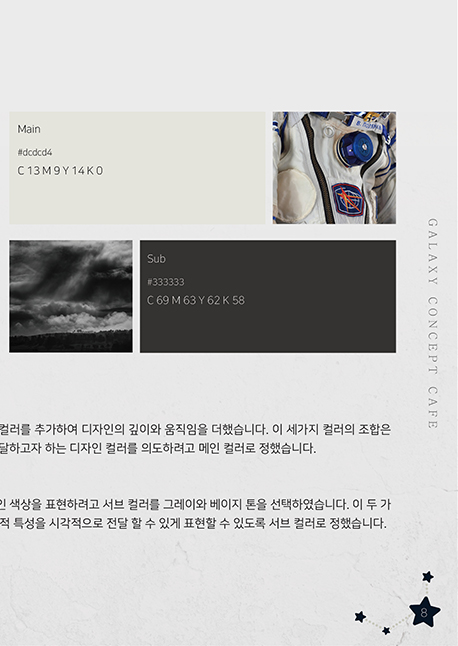 Main
#dcdcd4
C 13 M 9 Y 14 K 0
Sub
#333333
C 69 M 63 Y 62 K 58
GALAXY CONCEPT CAFE
컬러를 추가하여 디자인의 깊이와 움직임을 더했습니다. 이 세가지 컬러의 조합은
달하고자 하는 디자인 컬러를 의도하려고 메인 컬러로 정했습니다.
인 색상을 표현하려고 서브 컬러를 그레이와 베이지 톤을 선택하였습니다. 이 두 가
적 특성을 시각적으로 전달 할 수 있게 표현할 수 있도록 서브 컬러로 정했습니다.
8